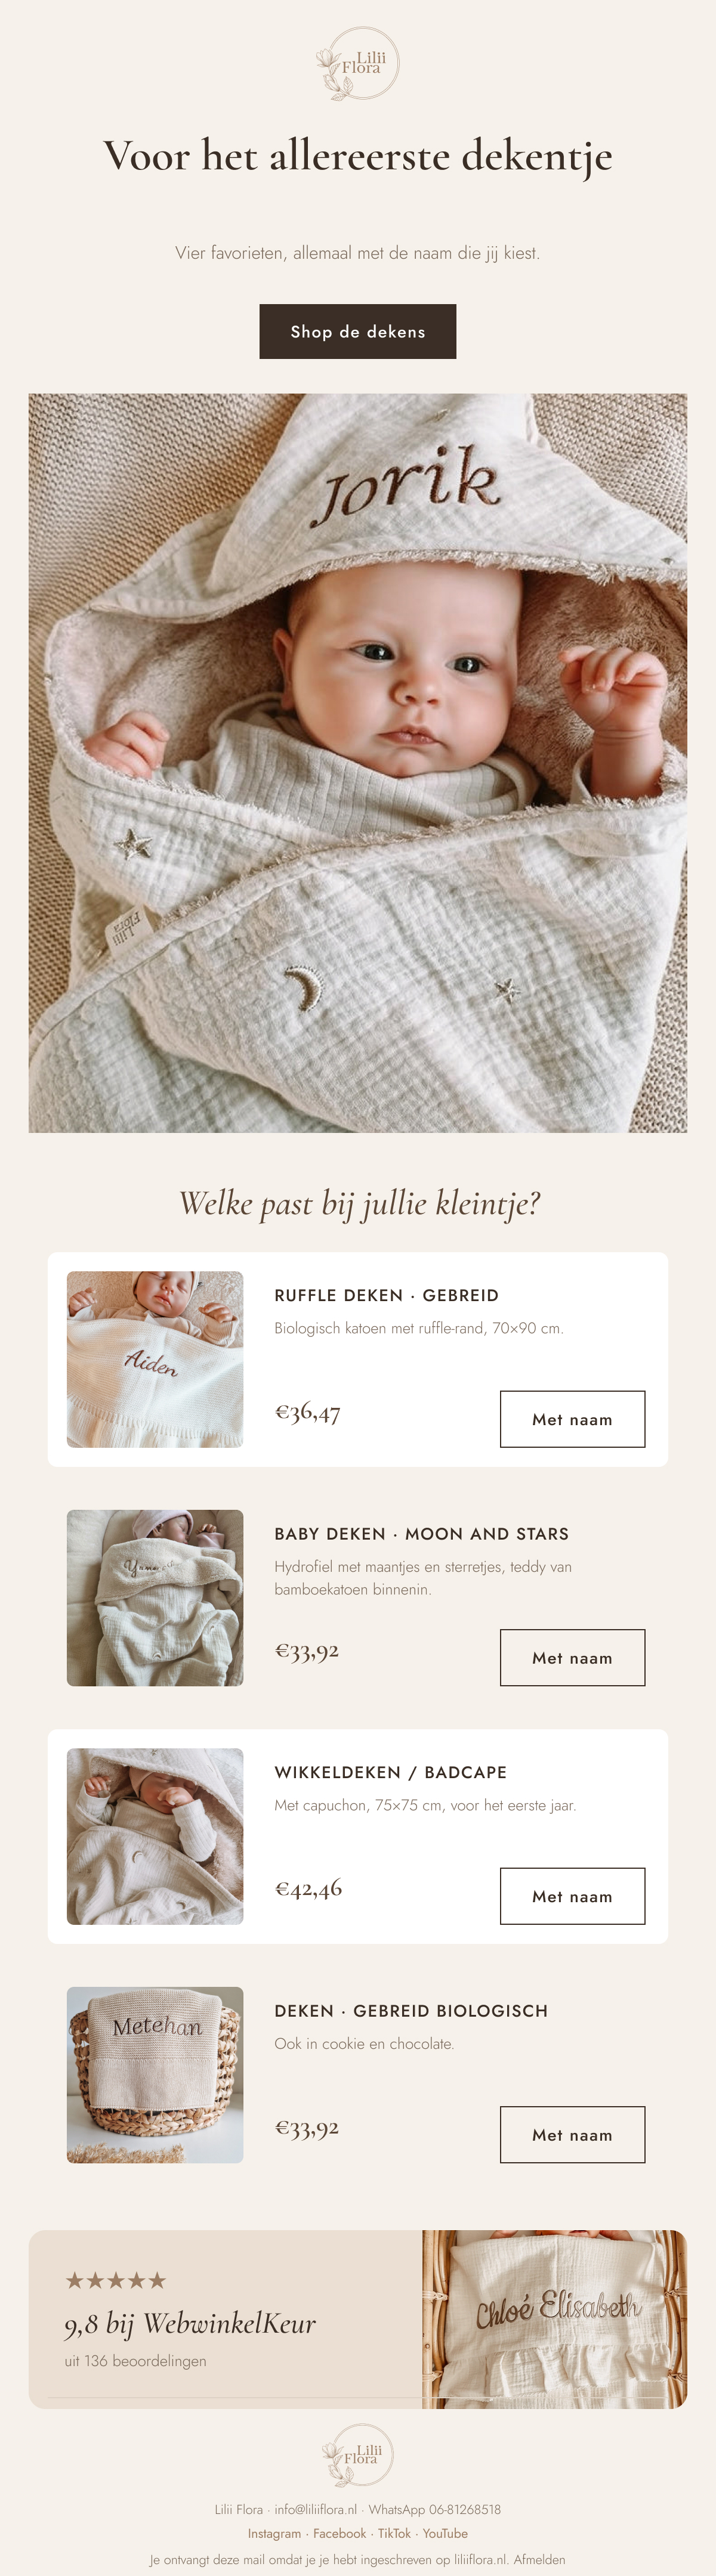 Lilii
Flora
Voor het allereerste dekentje
Vier favorieten, allemaal met de naam die jij kiest.
Shop de dekens
Jorik
Lilii
Flora
Welke past bij jullie kleintje?
Aiden
RUFFLE DEKEN · GEBREID
Biologisch katoen met ruffle-rand, 70×90 cm.
€36,47
Met naam
BABY DEKEN · MOON AND STARS
Hydrofiel met maantjes en sterretjes, teddy van
bamboekatoen binnenin.
€33,92
Met naam
WIKKELDEKEN / BADCAPE
Met capuchon, 75×75 cm, voor het eerste jaar.
€42,46
Met naam
Metehan
DEKEN · GEBREID BIOLOGISCH
Ook in cookie en chocolate.
€33,92
Met naam
★★★★★
9,8 bij WebwinkelKeur
uit 136 beoordelingen
Chloé Elisabeth
Lilii
Flora
Lilii Flora · info@liliiflora.nl · WhatsApp 06-81268518
Instagram · Facebook · TikTok · YouTube
Je ontvangt deze mail omdat je je hebt ingeschreven op liliiflora.nl. Afmelden